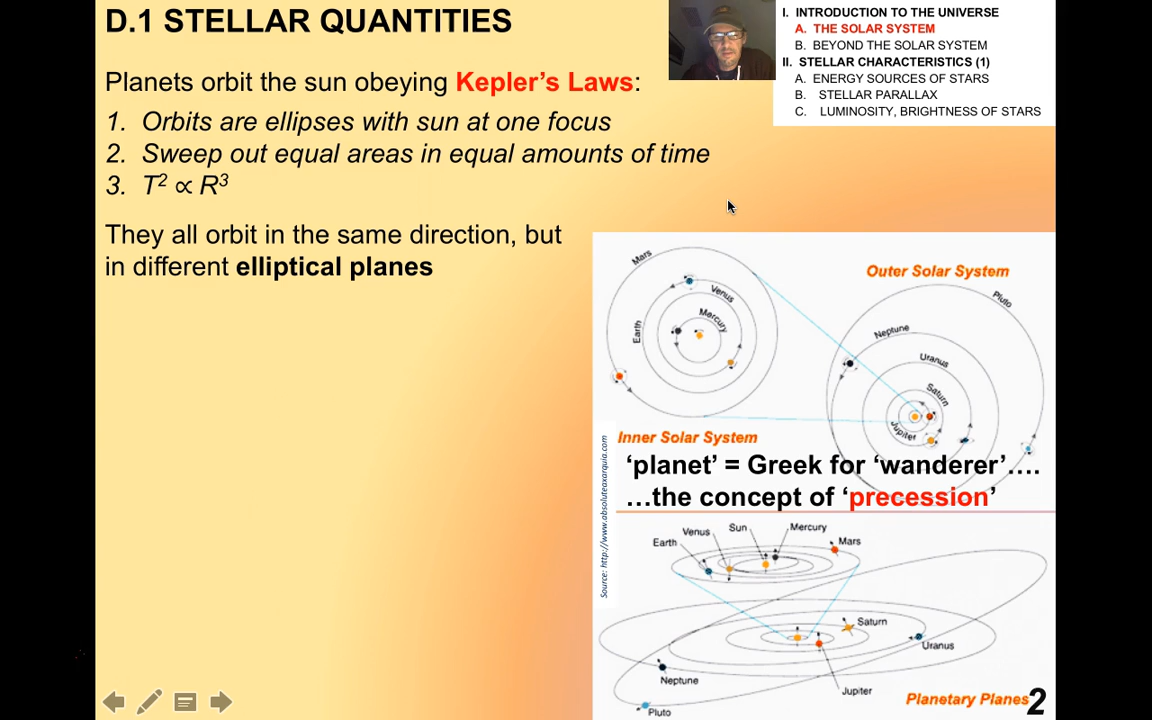 D.1 STELLAR QUANTITIES
I. INTRODUCTION TO THE UNIVERSE
A. THE SOLAR SYSTEM
B. BEYOND THE SOLAR SYSTEM
II. STELLAR CHARACTERISTICS (1)
A. ENERGY SOURCES OF STARS
B. STELLAR PARALLAX
C. LUMINOSITY, BRIGHTNESS OF STARS
Planets orbit the sun obeying Kepler’s Laws:
1. Orbits are ellipses with sun at one focus
2. Sweep out equal areas in equal amounts of time
3. T² ∝ R³
They all orbit in the same direction, but
in different elliptical planes
Mars
Venus
Mercury
Earth
Inner Solar System
Outer Solar System
Pluto
Neptune
Uranus
Saturn
Jupiter
‘planet’ = Greek for ‘wanderer’….
…the concept of ‘precession’
Source: http://www.absoluteaxarquia.com
Earth
Venus
Sun
Mercury
Mars
Saturn
Uranus
Neptune
Jupiter
Pluto
Planetary Planes
2